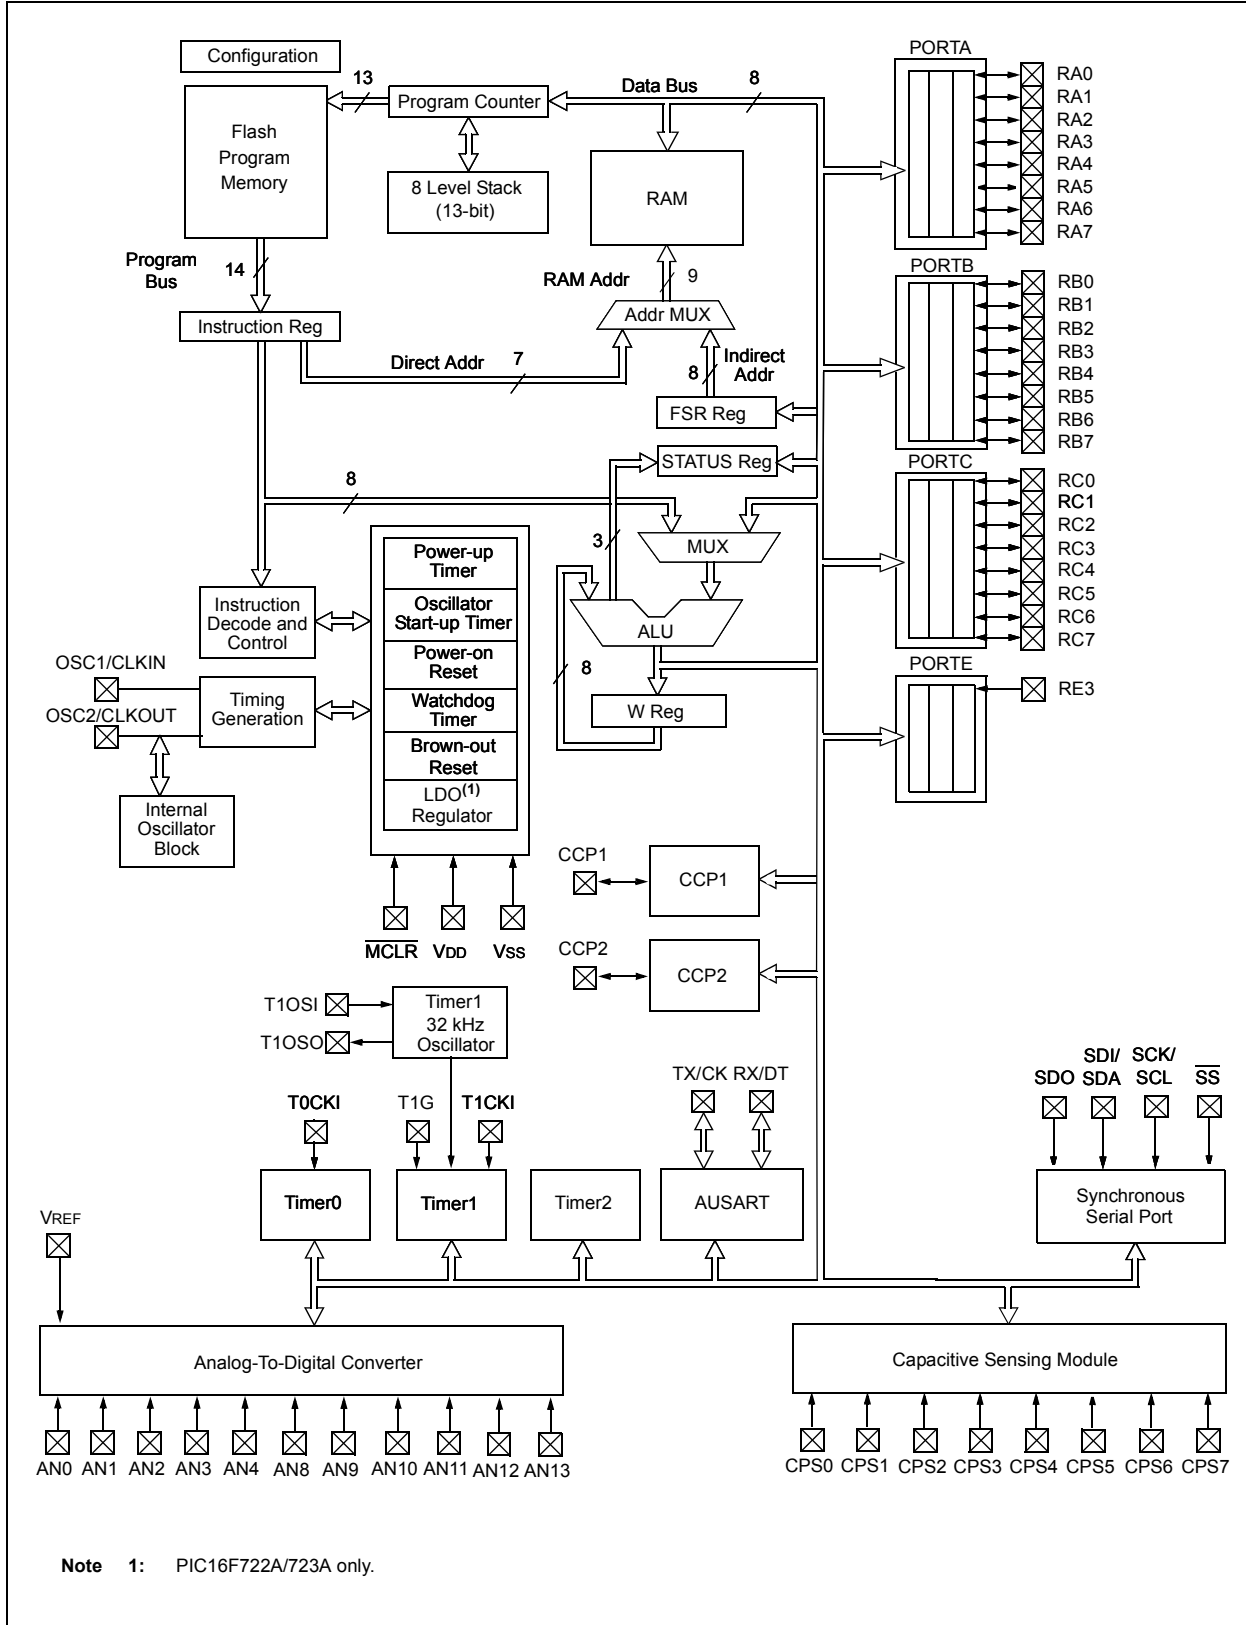 Configuration
PORTA
13
Data Bus
8
Program Counter
RA0
RA1
RA2
RA3
RA4
RA5
RA6
RA7
Flash
Program
Memory
8 Level Stack
(13-bit)
RAM
Program
Bus
14
RAM Addr
9
PORTB
RB0
RB1
RB2
RB3
RB4
RB5
RB6
RB7
Instruction Reg
Addr MUX
Direct Addr
7
8
Indirect
Addr
FSR Reg
STATUS Reg
PORTC
RC0
RC1
RC2
RC3
RC4
RC5
RC6
RC7
8
3
MUX
Power-up
Timer
Oscillator
Start-up Timer
Power-on
Reset
Watchdog
Timer
Brown-out
Reset
LDO(1)
Regulator
Instruction
Decode and
Control
ALU
8
W Reg
OSC1/CLKIN
OSC2/CLKOUT
Timing
Generation
PORTE
RE3
Internal
Oscillator
Block
CCP1
CCP1
MCLR
VDD
VSS
CCP2
CCP2
T1OSI
T1OSO
Timer1
32 kHz
Oscillator
TX/CK RX/DT
SDO
SDI/
SDA
SCK/
SCL
SS
T0CKI
T1G
T1CKI
Timer0
Timer1
Timer2
AUSART
Synchronous
Serial Port
VREF
Analog-To-Digital Converter
Capacitive Sensing Module
AN0 AN1 AN2 AN3 AN4 AN8 AN9 AN10 AN11 AN12 AN13
CPS0 CPS1 CPS2 CPS3 CPS4 CPS5 CPS6 CPS7
Note 1: PIC16F722A/723A only.